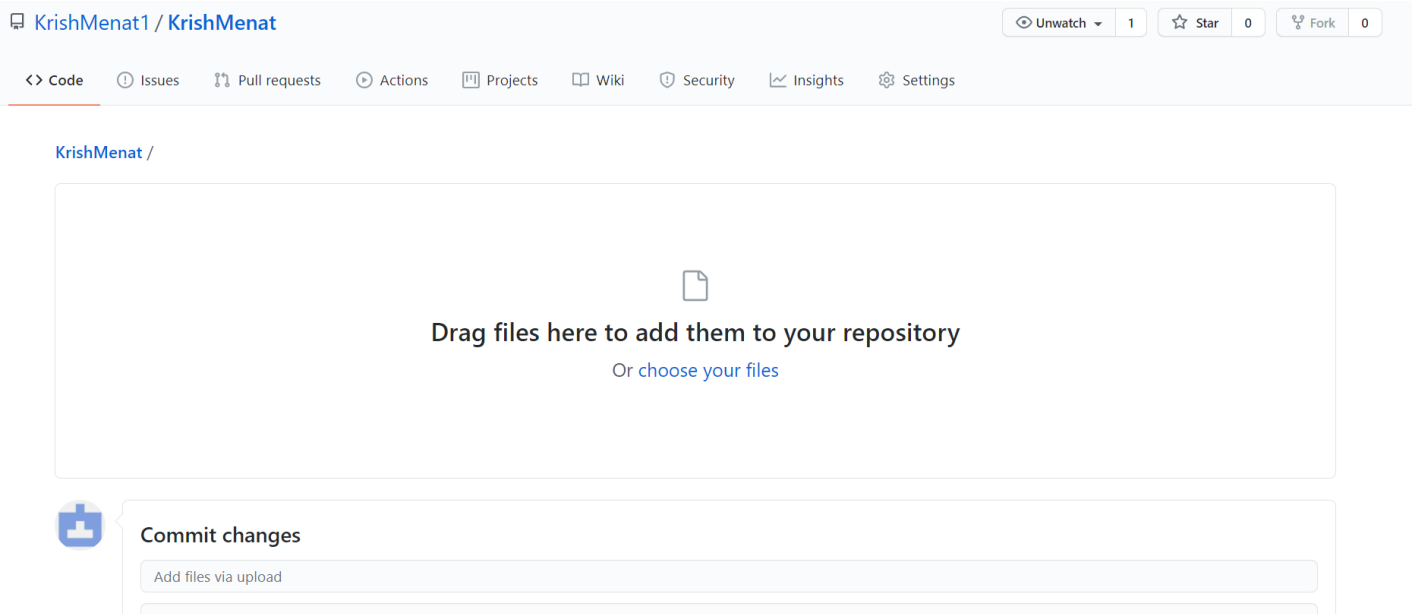 KrishMenat1 / KrishMenat Unwatch 1 Star 0 Fork 0
Code Issues Pull requests Actions Projects Wiki Security Insights Settings
KrishMenat /
Drag files here to add them to your repository
Or choose your files
Commit changes
Add files via upload